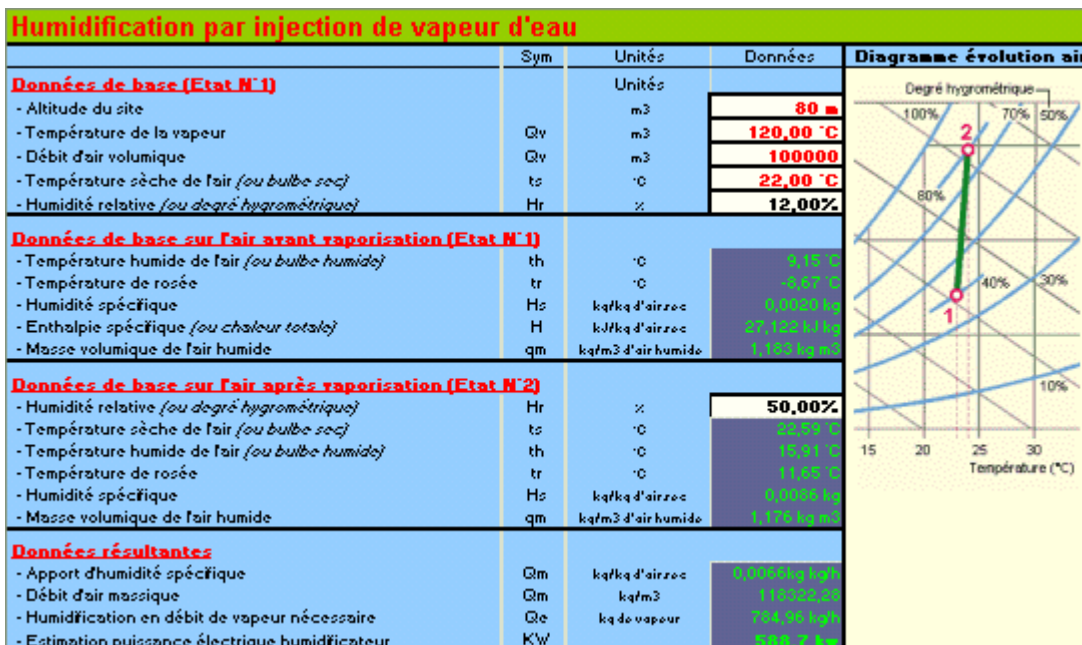 Humidification par injection de vapeur d'eau
Sym Unités Données Diagramme évolution air
Données de base (Etat N°1) Unités
- Altitude du site m3 80 m
- Température de la vapeur Qv m3 120,00 °C
- Débit d'air volumique Qv m3 100000
- Température sèche de l'air (ou bulbe sec) ts °C 22,00 °C
- Humidité relative (ou degré hygrométrique) Hr % 12,00%
Données de base sur l'air avant vaporisation (Etat N°1)
- Température humide de l'air (ou bulbe humide) th °C 9,15 °C
- Température de rosée tr °C -8,67 °C
- Humidité spécifique Hs kg/kg d'air sec 0,0020 kg
- Enthalpie spécifique (ou chaleur totale) H kJ/kg d'air sec 27,122 kJ kg
- Masse volumique de l'air humide qm kg/m3 d'air humide 1,183 kg m3
Données de base sur l'air après vaporisation (Etat N°2)
- Humidité relative (ou degré hygrométrique) Hr % 50,00%
- Température sèche de l'air (ou bulbe sec) ts °C 22,59 °C
- Température humide de l'air (ou bulbe humide) th °C 15,91 °C
- Température de rosée tr °C 11,65 °C
- Humidité spécifique Hs kg/kg d'air sec 0,0086 kg
- Masse volumique de l'air humide qm kg/m3 d'air humide 1,176 kg m3
Données résultantes
- Apport d'humidité spécifique Qm kg/kg d'air sec 0,0066kg kg/h
- Débit d'air massique Qm kg/m3 118322,28
- Humidification en débit de vapeur nécessaire Qe kg de vapeur 784,96 kg/h
- Estimation puissance électrique humidificateur KW 588,7 kw
Degré hygrométrique
100% 70% 50%
2
80%
40% 30%
1
10%
15 20 25 30
Température (°C)